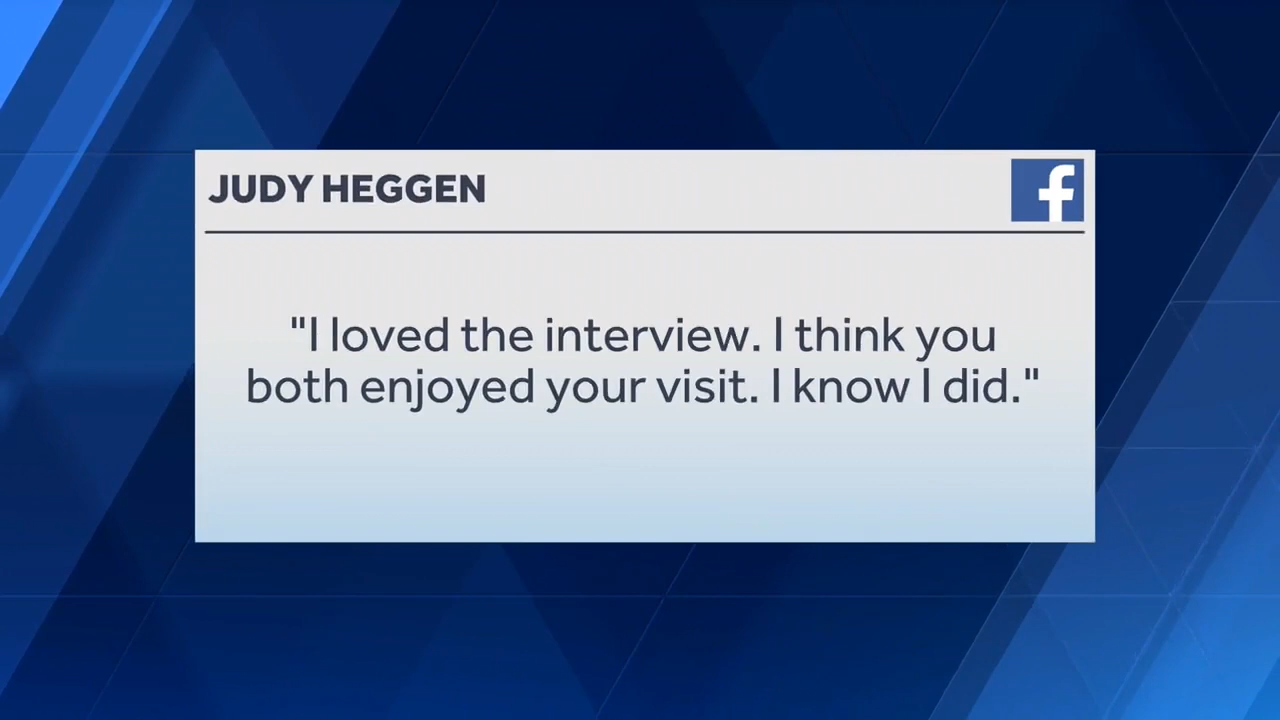 JUDY HEGGEN
"I loved the interview. I think you
both enjoyed your visit. I know I did."